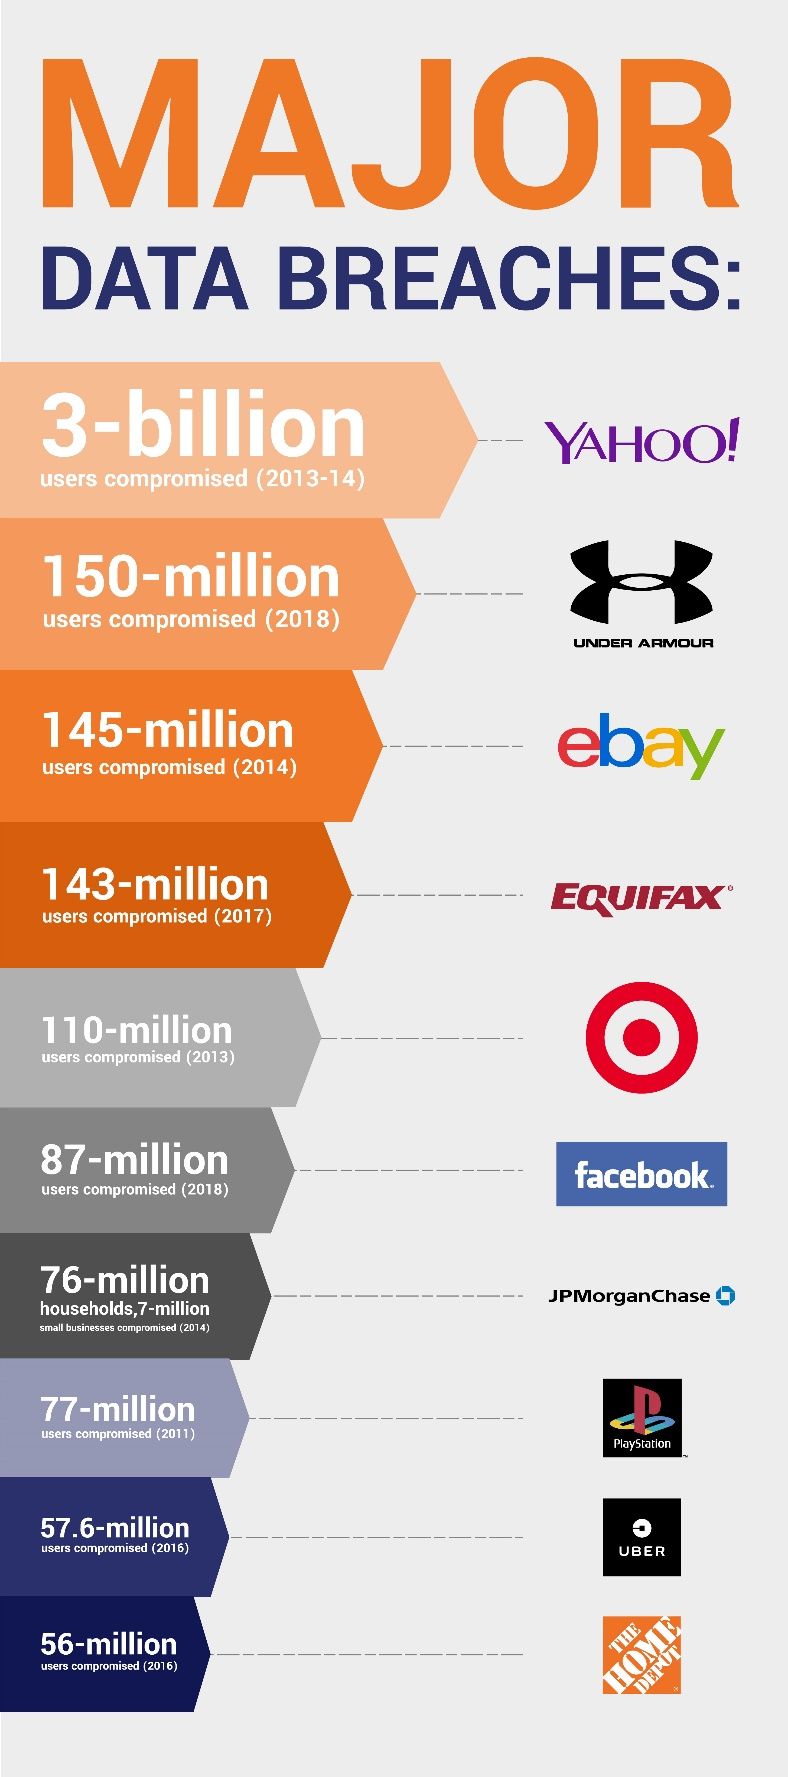 MAJOR
DATA BREACHES:
3-billion
users compromised (2013-14)
YAHOO!
150-million
users compromised (2018)
UNDER ARMOUR
145-million
users compromised (2014)
ebay
143-million
users compromised (2017)
EQUIFAX®
110-million
users compromised (2013)
87-million
users compromised (2018)
facebook
76-million
households,7-million
small businesses compromised (2014)
JPMorganChase
77-million
users compromised (2011)
PlayStation
™
57.6-million
users compromised (2016)
UBER
56-million
users compromised (2016)
THE
HOME
DEPOT
®